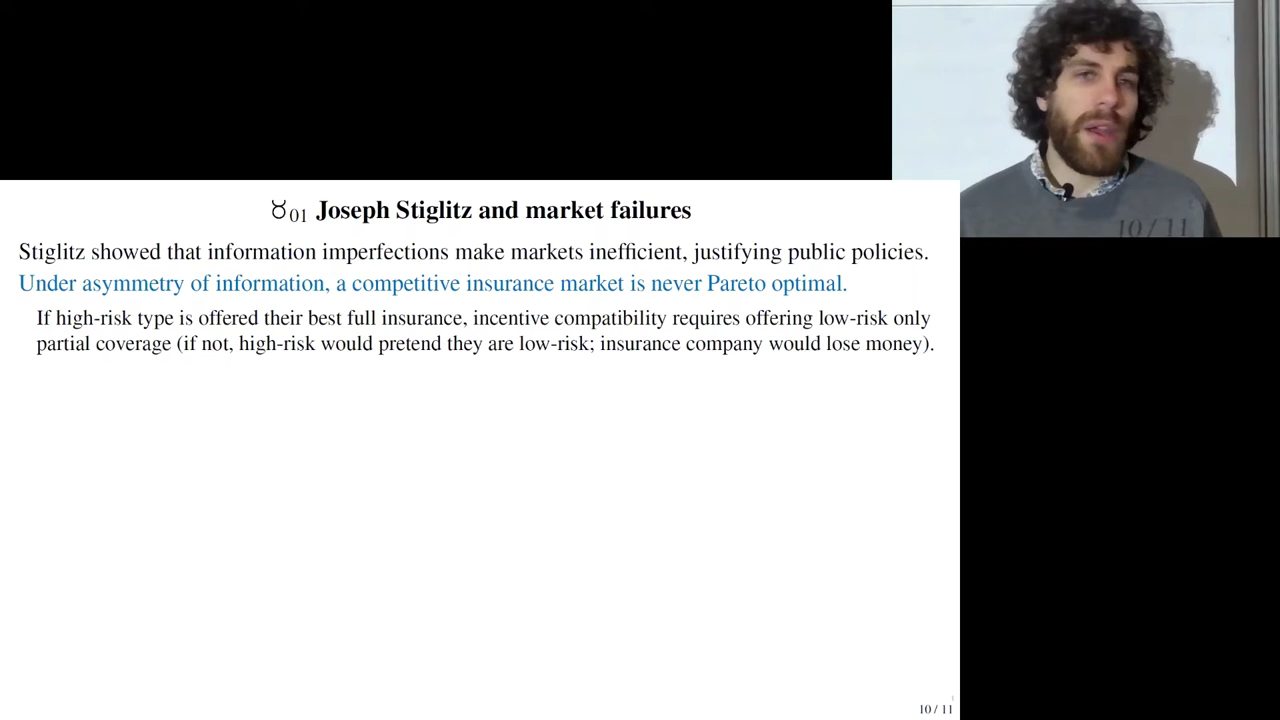 ♉01 Joseph Stiglitz and market failures
Stiglitz showed that information imperfections make markets inefficient, justifying public policies.
Under asymmetry of information, a competitive insurance market is never Pareto optimal.
If high-risk type is offered their best full insurance, incentive compatibility requires offering low-risk only
partial coverage (if not, high-risk would pretend they are low-risk; insurance company would lose money).
10 / 11
10/11